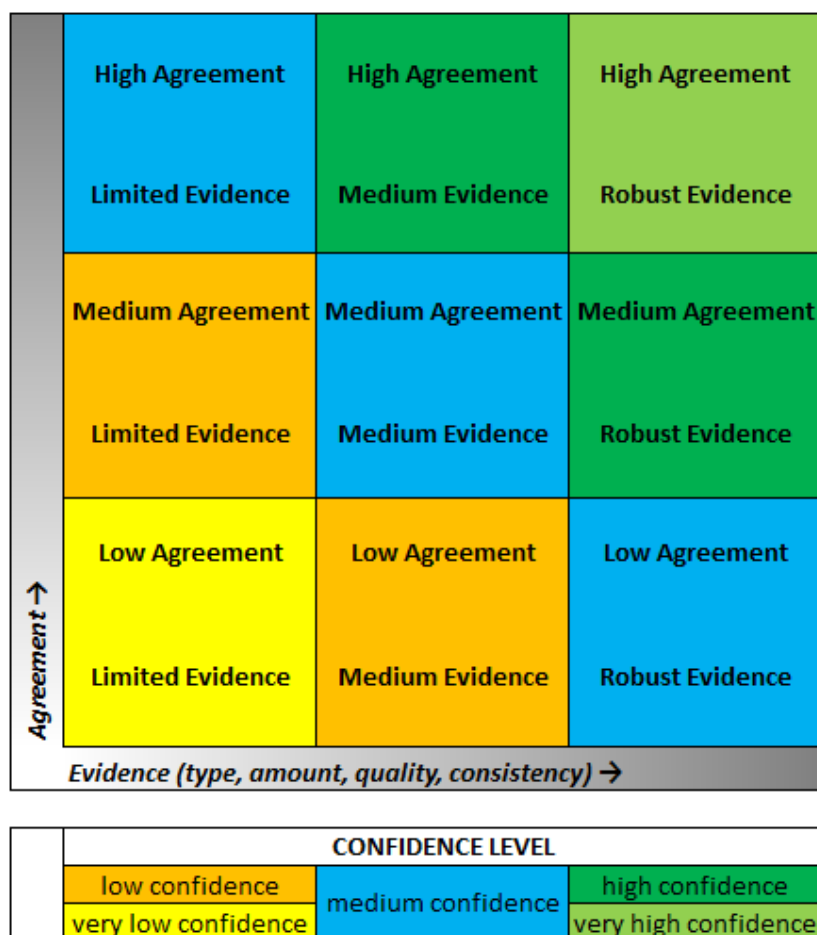 High Agreement High Agreement High Agreement
Limited Evidence Medium Evidence Robust Evidence
Medium Agreement Medium Agreement Medium Agreement
Limited Evidence Medium Evidence Robust Evidence
Low Agreement Low Agreement Low Agreement
Limited Evidence Medium Evidence Robust Evidence
Agreement →
Evidence (type, amount, quality, consistency) →
CONFIDENCE LEVEL
low confidence medium confidence high confidence
very low confidence very high confidence